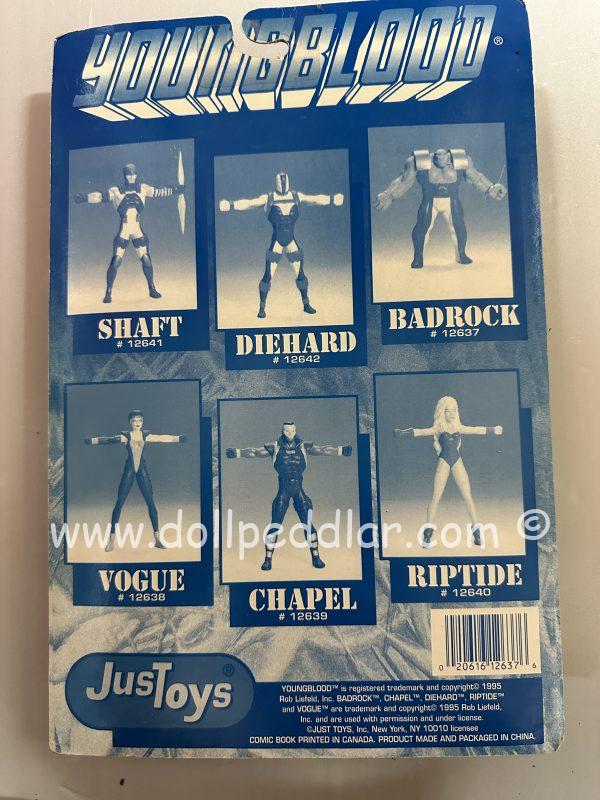 YOUNGBLOOD ®
SHAFT
# 12641
DIEHARD
# 12642
BADROCK
# 12637
VOGUE
# 12638
CHAPEL
# 12639
RIPTIDE
# 12640
www.dollpeddlar.com ©
JusToys ®
0 20616 12637 6
YOUNGBLOOD™ is registered trademark and copyright© 1995
Rob Liefeld, Inc. BADROCK, CHAPEL, DIEHARD, RIPTIDE™
and VOGUE™ are trademark and copyright© 1995 Rob Liefeld,
Inc. and are used with permission and under license.
©JUST TOYS, Inc. New York, NY 10010 licensee
COMIC BOOK PRINTED IN CANADA. PRODUCT MADE AND PACKAGED IN CHINA.